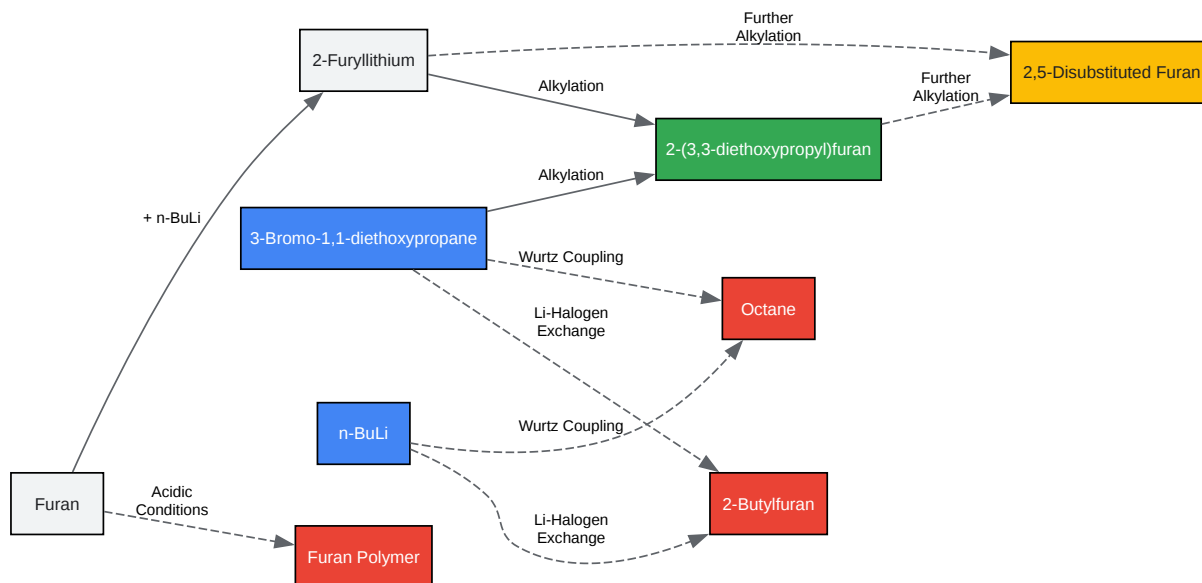 Further
Alkylation
2-Furyllithium
2,5-Disubstituted Furan
Further
Alkylation
Alkylation
2-(3,3-diethoxypropyl)furan
Alkylation
+ n-BuLi
3-Bromo-1,1-diethoxypropane
Wurtz Coupling
Octane
Li-Halogen
Exchange
n-BuLi
Wurtz Coupling
Furan
Acidic
Conditions
2-Butylfuran
Li-Halogen
Exchange
Furan Polymer